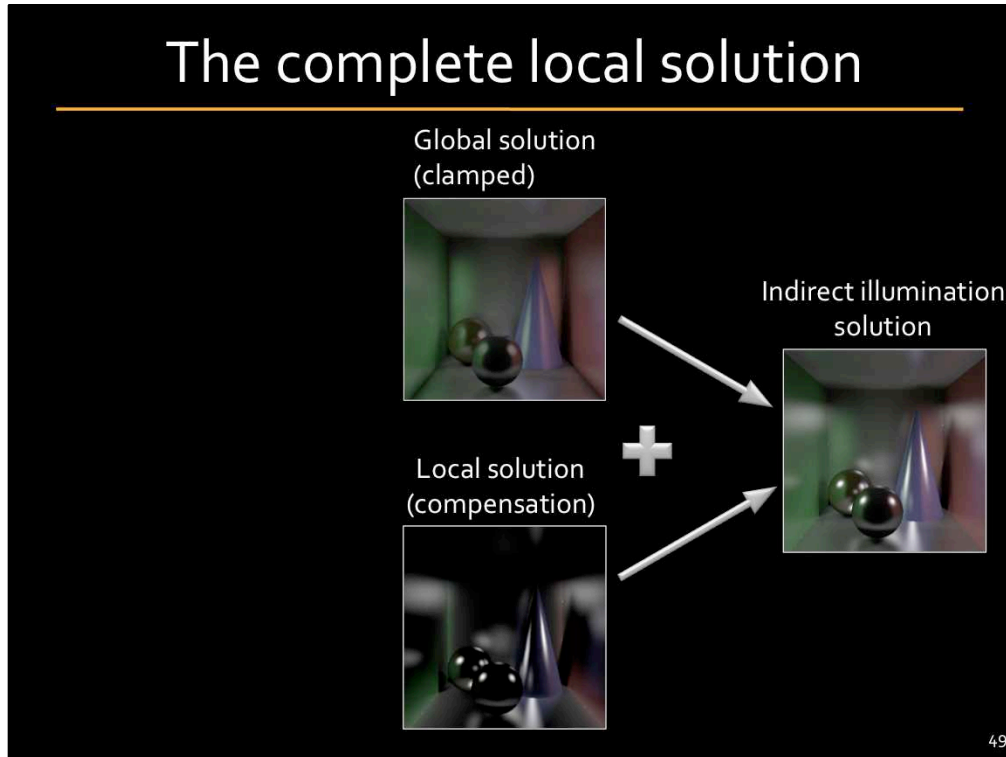 The complete local solution
Global solution
(clamped)
Indirect illumination
solution
Local solution
(compensation)
49